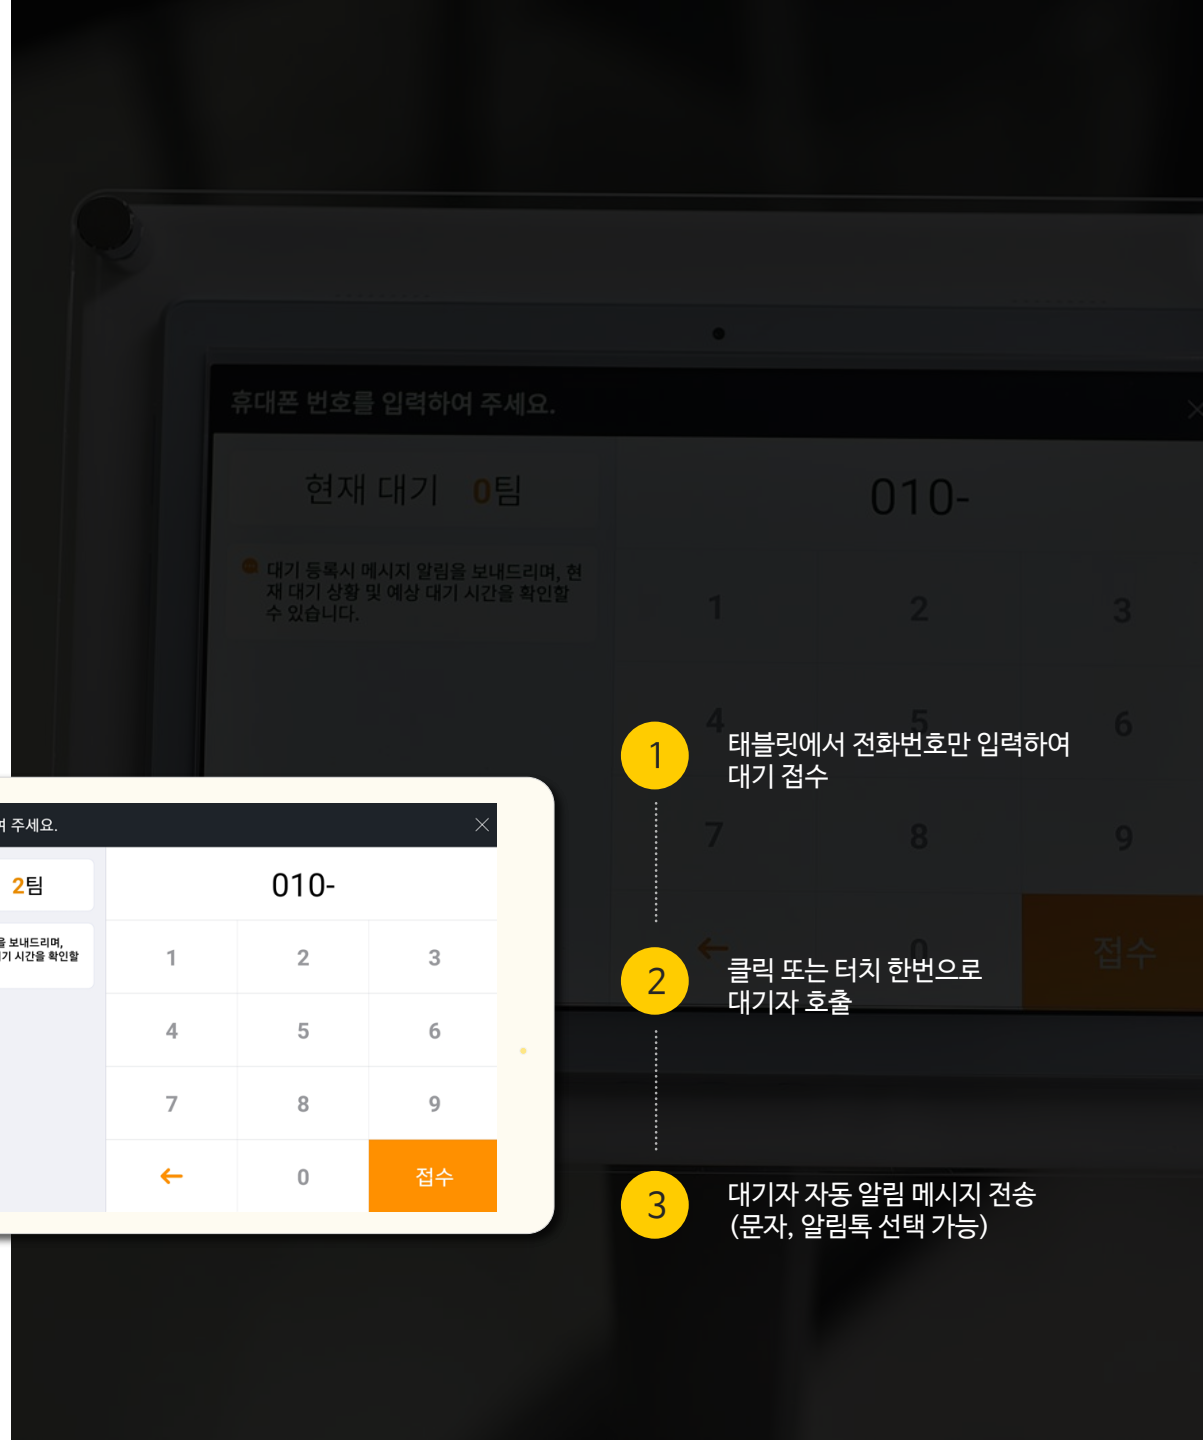 휴대폰 번호를 입력하여 주세요.
현재 대기 0팀
010-
대기 등록시 메시지 알림을 보내드리며, 현
재 대기 상황 및 예상 대기 시간을 확인할
수 있습니다.
1 2 3
4 5 6
7 8 9
← 0 접수
여 주세요.
2팀
010-
을 보내드리며,
기 시간을 확인할
1 2 3
4 5 6
7 8 9
← 0 접수
1 태블릿에서 전화번호만 입력하여
대기 접수
2 클릭 또는 터치 한번으로
대기자 호출
3 대기자 자동 알림 메시지 전송
(문자, 알림톡 선택 가능)